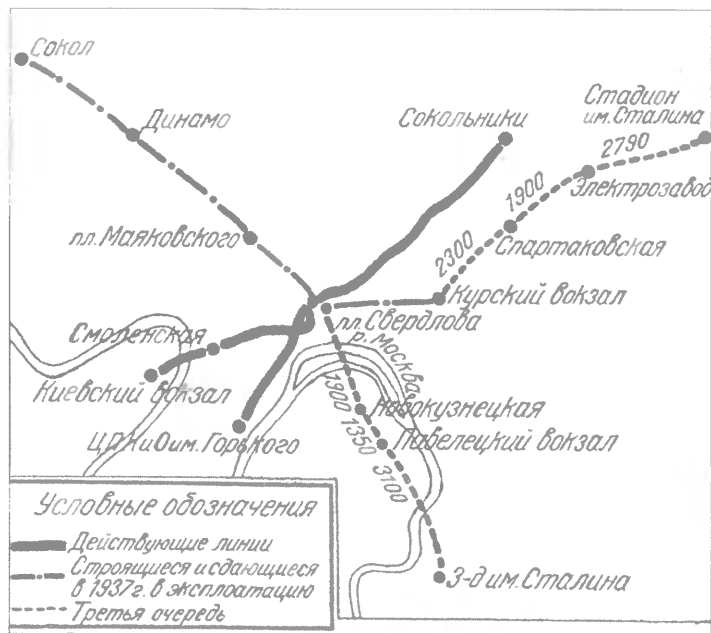 Сокол
Динамо
Сокольники
Стадион
им. Сталина
2790
Электрозавод
1900
пл. Маяковского
Спартаковская
2300
Курский вокзал
пл. Свердлова
Смоленская
р. Москва
Киевский вокзал
1900
Новокузнецкая
ЦПКиО им. Горького
1350
Павелецкий вокзал
3100
З-д им. Сталина
Условные обозначения
Действующие линии
Строящиеся и сдающиеся
в 1937г. в эксплоатацию
Третья очередь